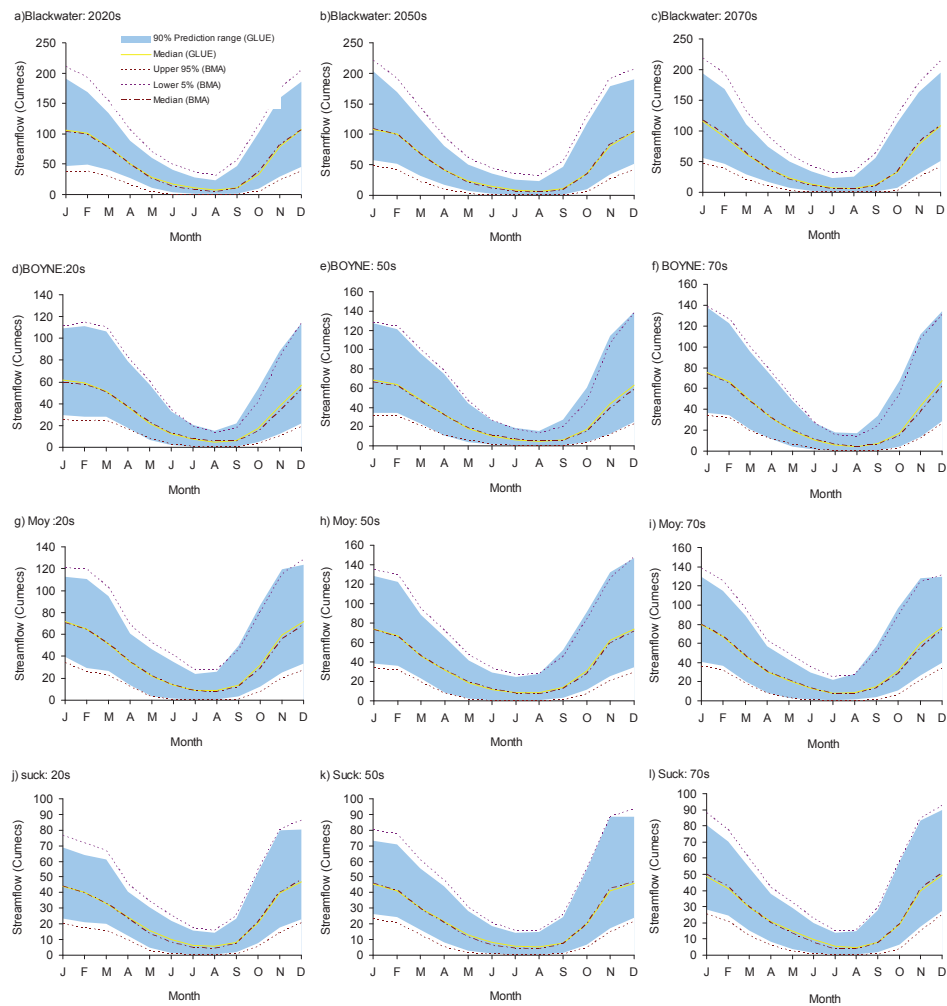 a)Blackwater: 2020s
b)Blackwater: 2050s
c)Blackwater: 2070s
90% Prediction range (GLUE)
Median (GLUE)
Upper 95% (BMA)
Lower 5% (BMA)
Median (BMA)
Streamflow (Cumecs)
250
200
150
100
50
0
J F M A M J J A S O N D
Month
Streamflow (Cumecs)
250
200
150
100
50
0
J F M A M J J A S O N D
Month
Streamflow (Cumecs)
250
200
150
100
50
0
J F M A M J J A S O N D
Month
d)BOYNE:20s
e)BOYNE: 50s
f) BOYNE: 70s
Streamflow (Cumecs)
140
120
100
80
60
40
20
0
J F M A M J J A S O N D
Month
Streamflow (Cumecs)
160
140
120
100
80
60
40
20
0
J F M A M J J A S O N D
Month
Streamflow (Cumecs)
160
140
120
100
80
60
40
20
0
J F M A M J J A S O N D
Month
g) Moy :20s
h) Moy: 50s
i) Moy: 70s
Streamflow (Cumecs)
140
120
100
80
60
40
20
0
J F M A M J J A S O N D
Month
Streamflow (Cumecs)
160
140
120
100
80
60
40
20
0
J F M A M J J A S O N D
Month
Streamflow (Cumecs)
160
140
120
100
80
60
40
20
0
J F M A M J J A S O N D
Month
j) suck: 20s
k) Suck: 50s
l) Suck: 70s
Streamflow (Cumecs)
100
90
80
70
60
50
40
30
20
10
0
J F M A M J J A S O N D
Month
Streamflow (Cumecs)
100
90
80
70
60
50
40
30
20
10
0
J F M A M J J A S O N D
Month
Streamflow (Cumecs)
100
90
80
70
60
50
40
30
20
10
0
J F M A M J J A S O N D
Month